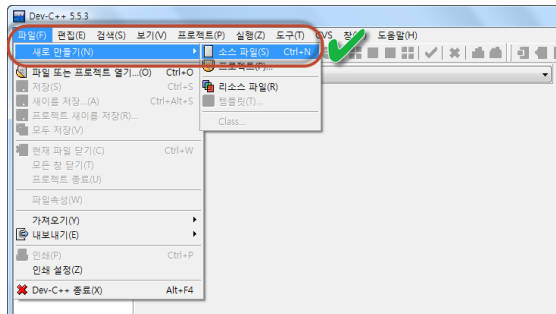 Dev-C++ 5.5.3
파일(F) 편집(E) 검색(S) 보기(V) 프로젝트(P) 실행(Z) 도구(T) CVS 도움말(H)
새로 만들기(N)
소스 파일(S) Ctrl+N
프로젝트(P)...
파일 또는 프로젝트 열기...(O) Ctrl+O
리소스 파일(R)
저장(S) Ctrl+S
템플릿(T)...
새이름 저장...(A) Ctrl+Alt+S
프로젝트 새이름 저장(R)...
Class...
모두 저장(V)
현재 파일 닫기(C) Ctrl+W
모든 창 닫기(T)
프로젝트 종료(U)
파일속성(W)
가져오기(Y)
내보내기(E)
인쇄(P) Ctrl+P
인쇄 설정(Z)
Dev-C++ 종료(X) Alt+F4